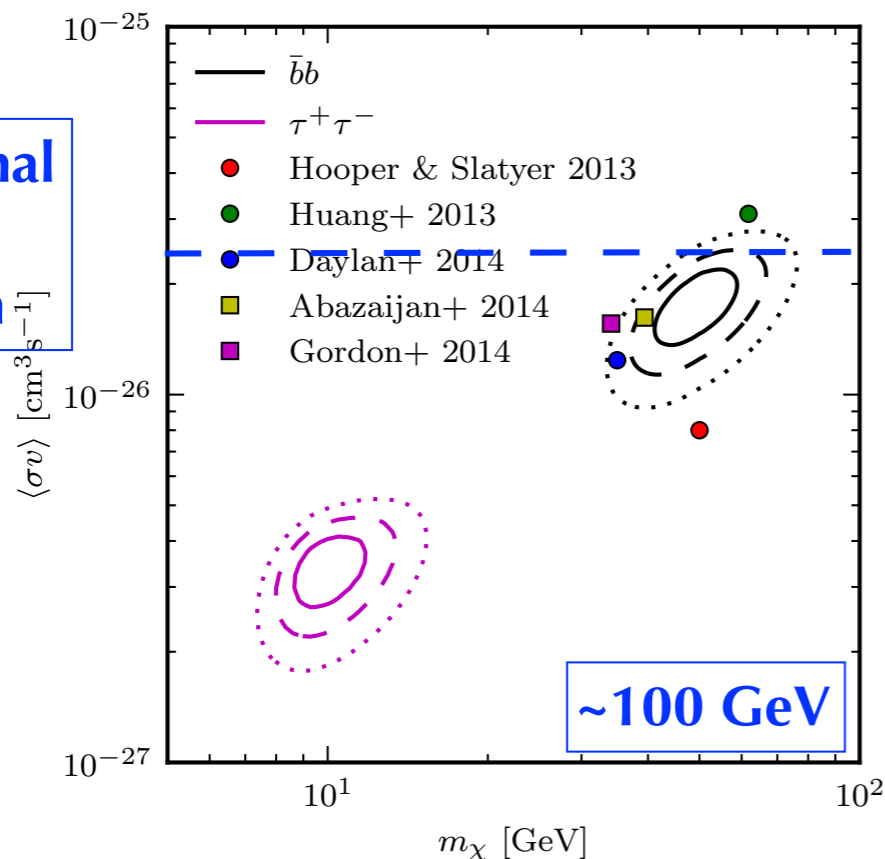 10⁻²⁵
b̄b
τ⁺τ⁻
Hooper & Slatyer 2013
Huang+ 2013
Daylan+ 2014
Abazaijan+ 2014
Gordon+ 2014
⟨σv⟩ [cm³s⁻¹]
10⁻²⁶
~100 GeV
10⁻²⁷
10¹
10²
m_χ [GeV]